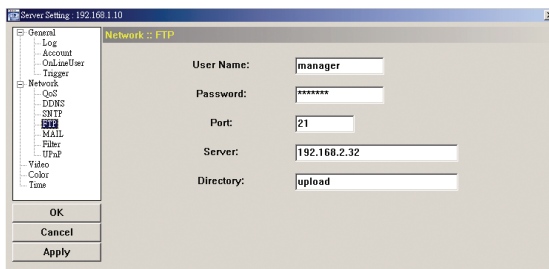 Server Setting : 192.168.1.10
General
Log
Account
OnLineUser
Trigger
Network
QoS
DDNS
SNTP
FTP
MAIL
Filter
UPnP
Video
Color
Time
OK
Cancel
Apply
Network :: FTP
User Name: manager
Password: *******
Port: 21
Server: 192.168.2.32
Directory: upload